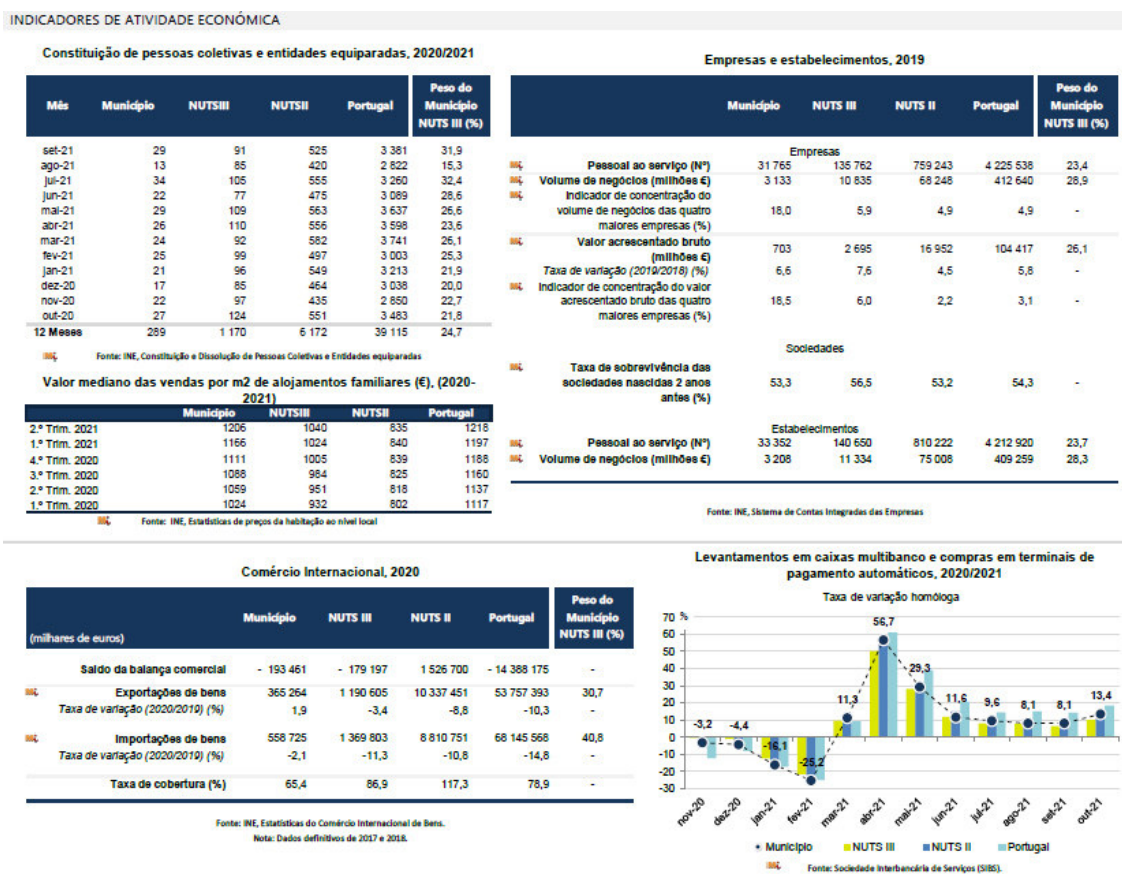 INDICADORES DE ATIVIDADE ECONÓMICA
Constituição de pessoas coletivas e entidades equiparadas, 2020/2021
Mês Município NUTSIII NUTSII Portugal Peso do Município NUTS III (%)
set-21 29 91 525 3 381 31,9
ago-21 13 85 420 2 822 15,3
jul-21 34 105 555 3 260 32,4
jun-21 22 77 475 3 089 28,6
mai-21 29 109 563 3 637 26,6
abr-21 26 110 556 3 598 23,6
mar-21 24 92 582 3 741 26,1
fev-21 25 99 497 3 003 25,3
jan-21 21 96 549 3 213 21,9
dez-20 17 85 464 3 038 20,0
nov-20 22 97 435 2 850 22,7
out-20 27 124 551 3 483 21,8
12 Meses 289 1 170 6 172 39 115 24,7
Fonte: INE, Constituição e Dissolução de Pessoas Coletivas e Entidades equiparadas
Valor mediano das vendas por m2 de alojamentos familiares (€), (2020-
2021)
Município NUTSIII NUTSII Portugal
2.º Trim. 2021 1206 1040 835 1218
1.º Trim. 2021 1166 1024 840 1197
4.º Trim. 2020 1111 1005 839 1188
3.º Trim. 2020 1088 984 825 1160
2.º Trim. 2020 1059 951 818 1137
1.º Trim. 2020 1024 932 802 1117
Fonte: INE, Estatísticas de preços da habitação ao nível local
Empresas e estabelecimentos, 2019
Município NUTS III NUTS II Portugal Peso do Município NUTS III (%)
Empresas
Pessoal ao serviço (Nº) 31 765 135 762 759 243 4 225 538 23,4
Volume de negócios (milhões €) 3 133 10 835 68 248 412 640 28,9
Indicador de concentração do
volume de negócios das quatro 18,0 5,9 4,9 4,9 -
maiores empresas (%)
Valor acrescentado bruto
(milhões €) 703 2 695 16 952 104 417 26,1
Taxa de variação (2019/2018) (%) 6,6 7,6 4,5 5,8 -
Indicador de concentração do valor
acrescentado bruto das quatro 18,5 6,0 2,2 3,1 -
maiores empresas (%)
Sociedades
Taxa de sobrevivência das
sociedades nascidas 2 anos 53,3 56,5 53,2 54,3 -
antes (%)
Estabelecimentos
Pessoal ao serviço (Nº) 33 352 140 650 810 222 4 212 920 23,7
Volume de negócios (milhões €) 3 208 11 334 75 008 409 259 28,3
Fonte: INE, Sistema de Contas Integradas das Empresas
Comércio Internacional, 2020
(milhares de euros) Município NUTS III NUTS II Portugal Peso do Município NUTS III (%)
Saldo da balança comercial - 193 461 - 179 197 1 526 700 - 14 388 175 -
Exportações de bens 365 264 1 190 605 10 337 451 53 757 393 30,7
Taxa de variação (2020/2019) (%) 1,9 -3,4 -8,8 -10,3 -
Importações de bens 558 725 1 369 803 8 810 751 68 145 568 40,8
Taxa de variação (2020/2019) (%) -2,1 -11,3 -10,8 -14,8 -
Taxa de cobertura (%) 65,4 86,9 117,3 78,9 -
Fonte: INE, Estatísticas do Comércio Internacional de Bens.
Nota: Dados definitivos de 2017 e 2018.
Levantamentos em caixas multibanco e compras em terminais de
pagamento automáticos, 2020/2021
Taxa de variação homóloga
%
70
60
50
40
30
20
10
0
-10
-20
-30
-3,2 -4,4 -16,1 -25,2 11,3 56,7 29,3 11,6 9,6 8,1 8,1 13,4
nov-20 dez-20 jan-21 fev-21 mar-21 abr-21 mai-21 jun-21 jul-21 ago-21 set-21 out-21
Município NUTS III NUTS II Portugal
Fonte: Sociedade Interbancária de Serviços (SIBS).